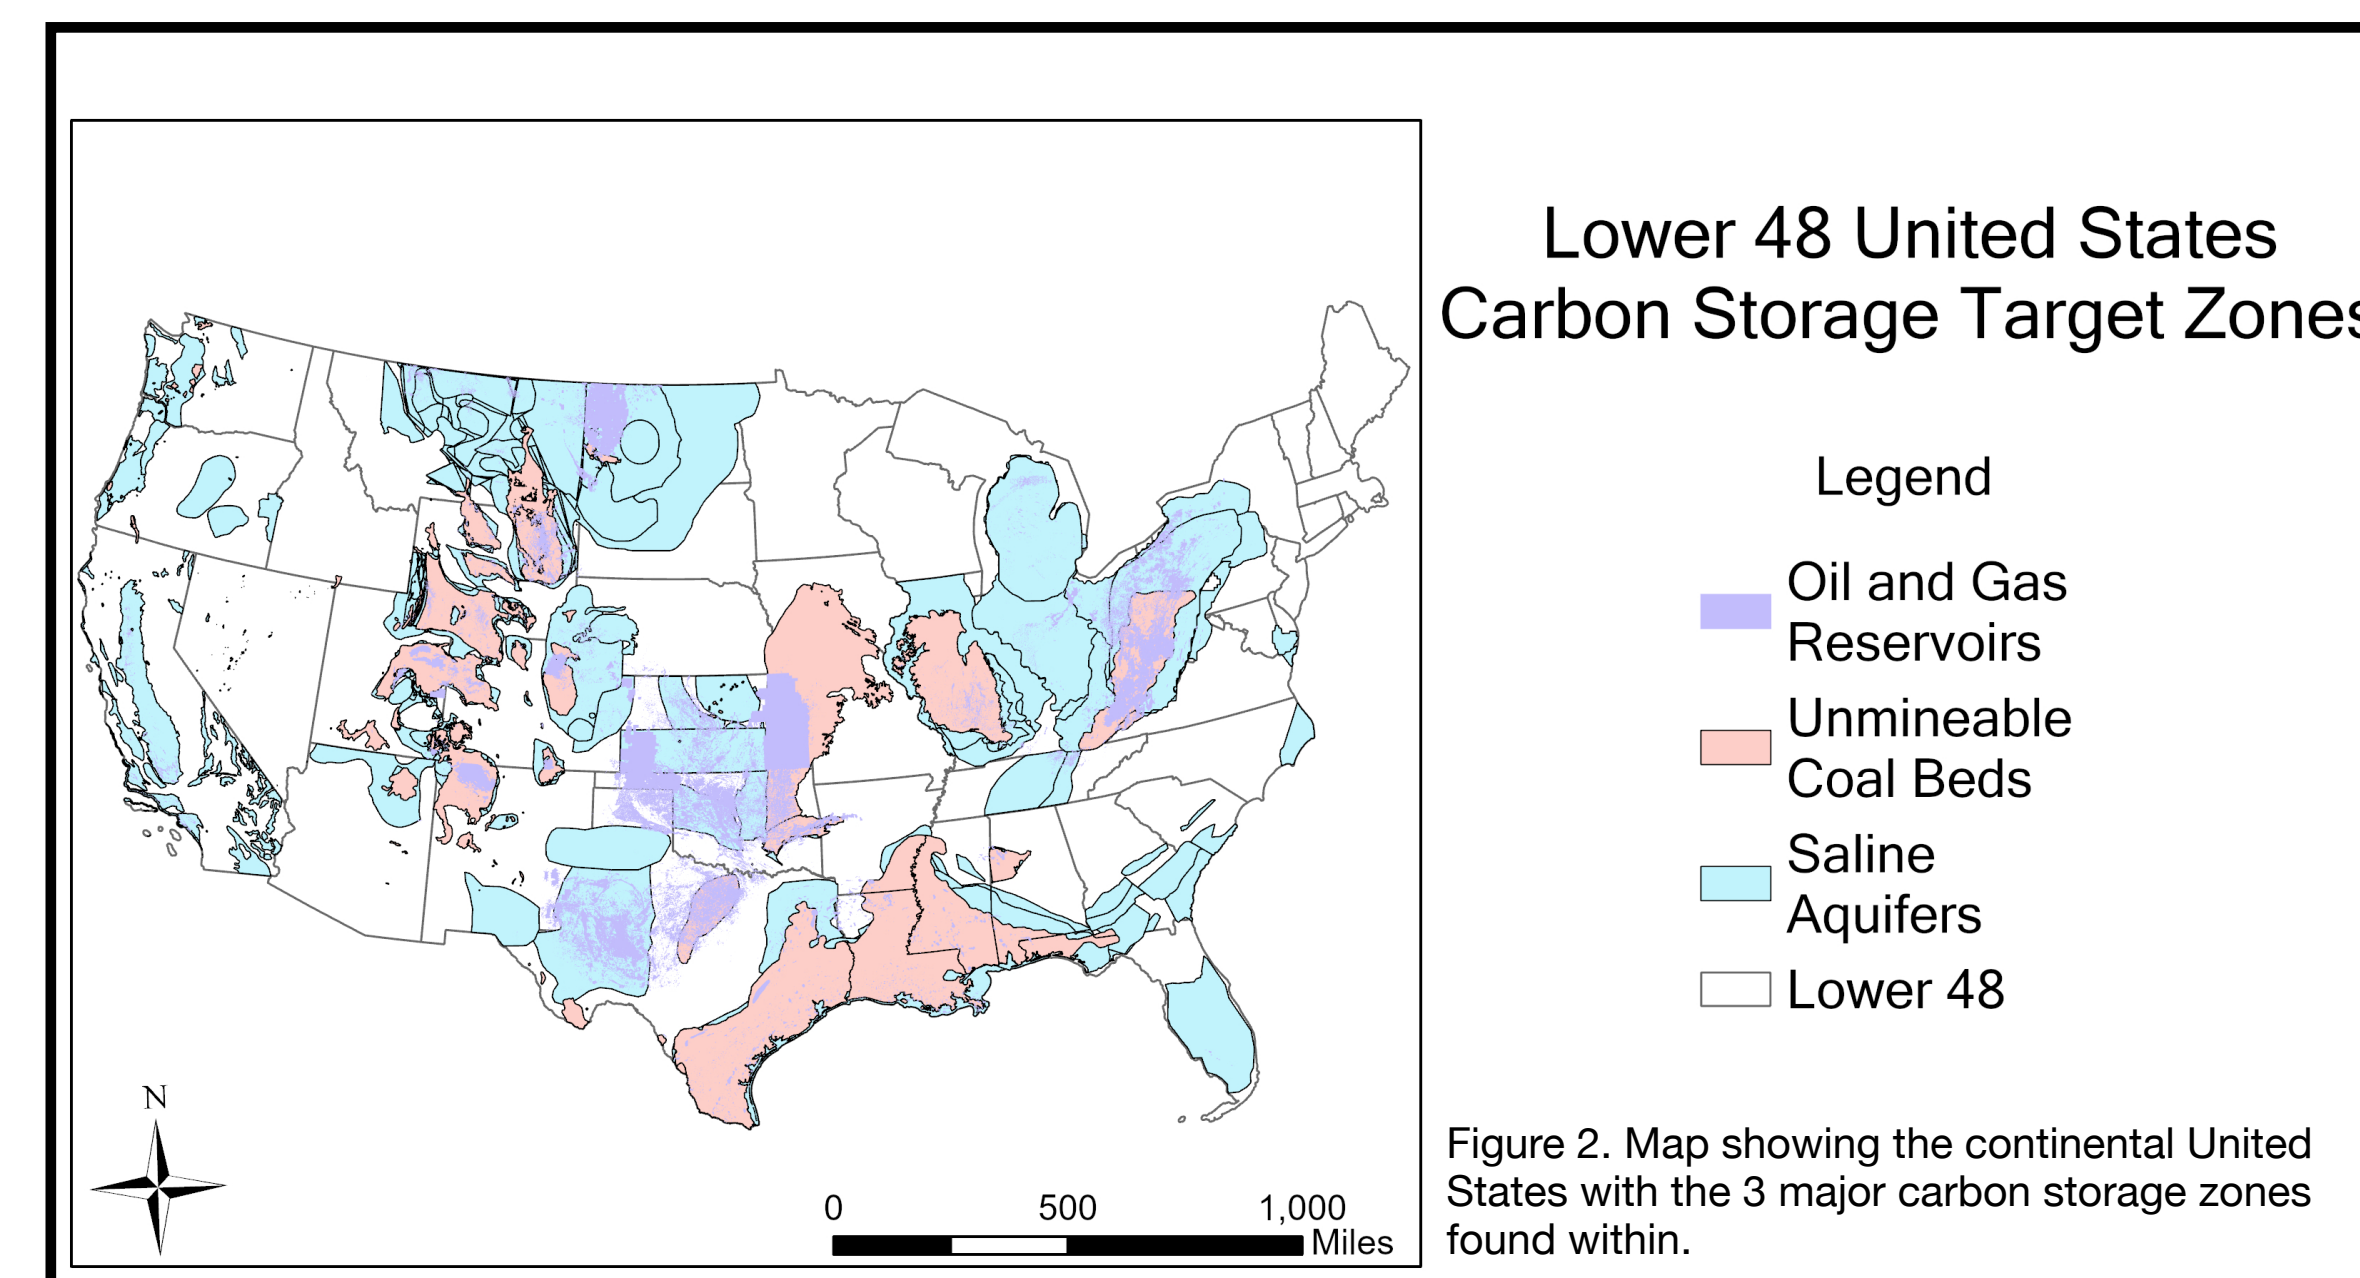 Lower 48 United States
Carbon Storage Target Zones
Legend
Oil and Gas
Reservoirs
Unmineable
Coal Beds
Saline
Aquifers
Lower 48
N
0 500 1,000
Miles
Figure 2. Map showing the continental United
States with the 3 major carbon storage zones
found within.